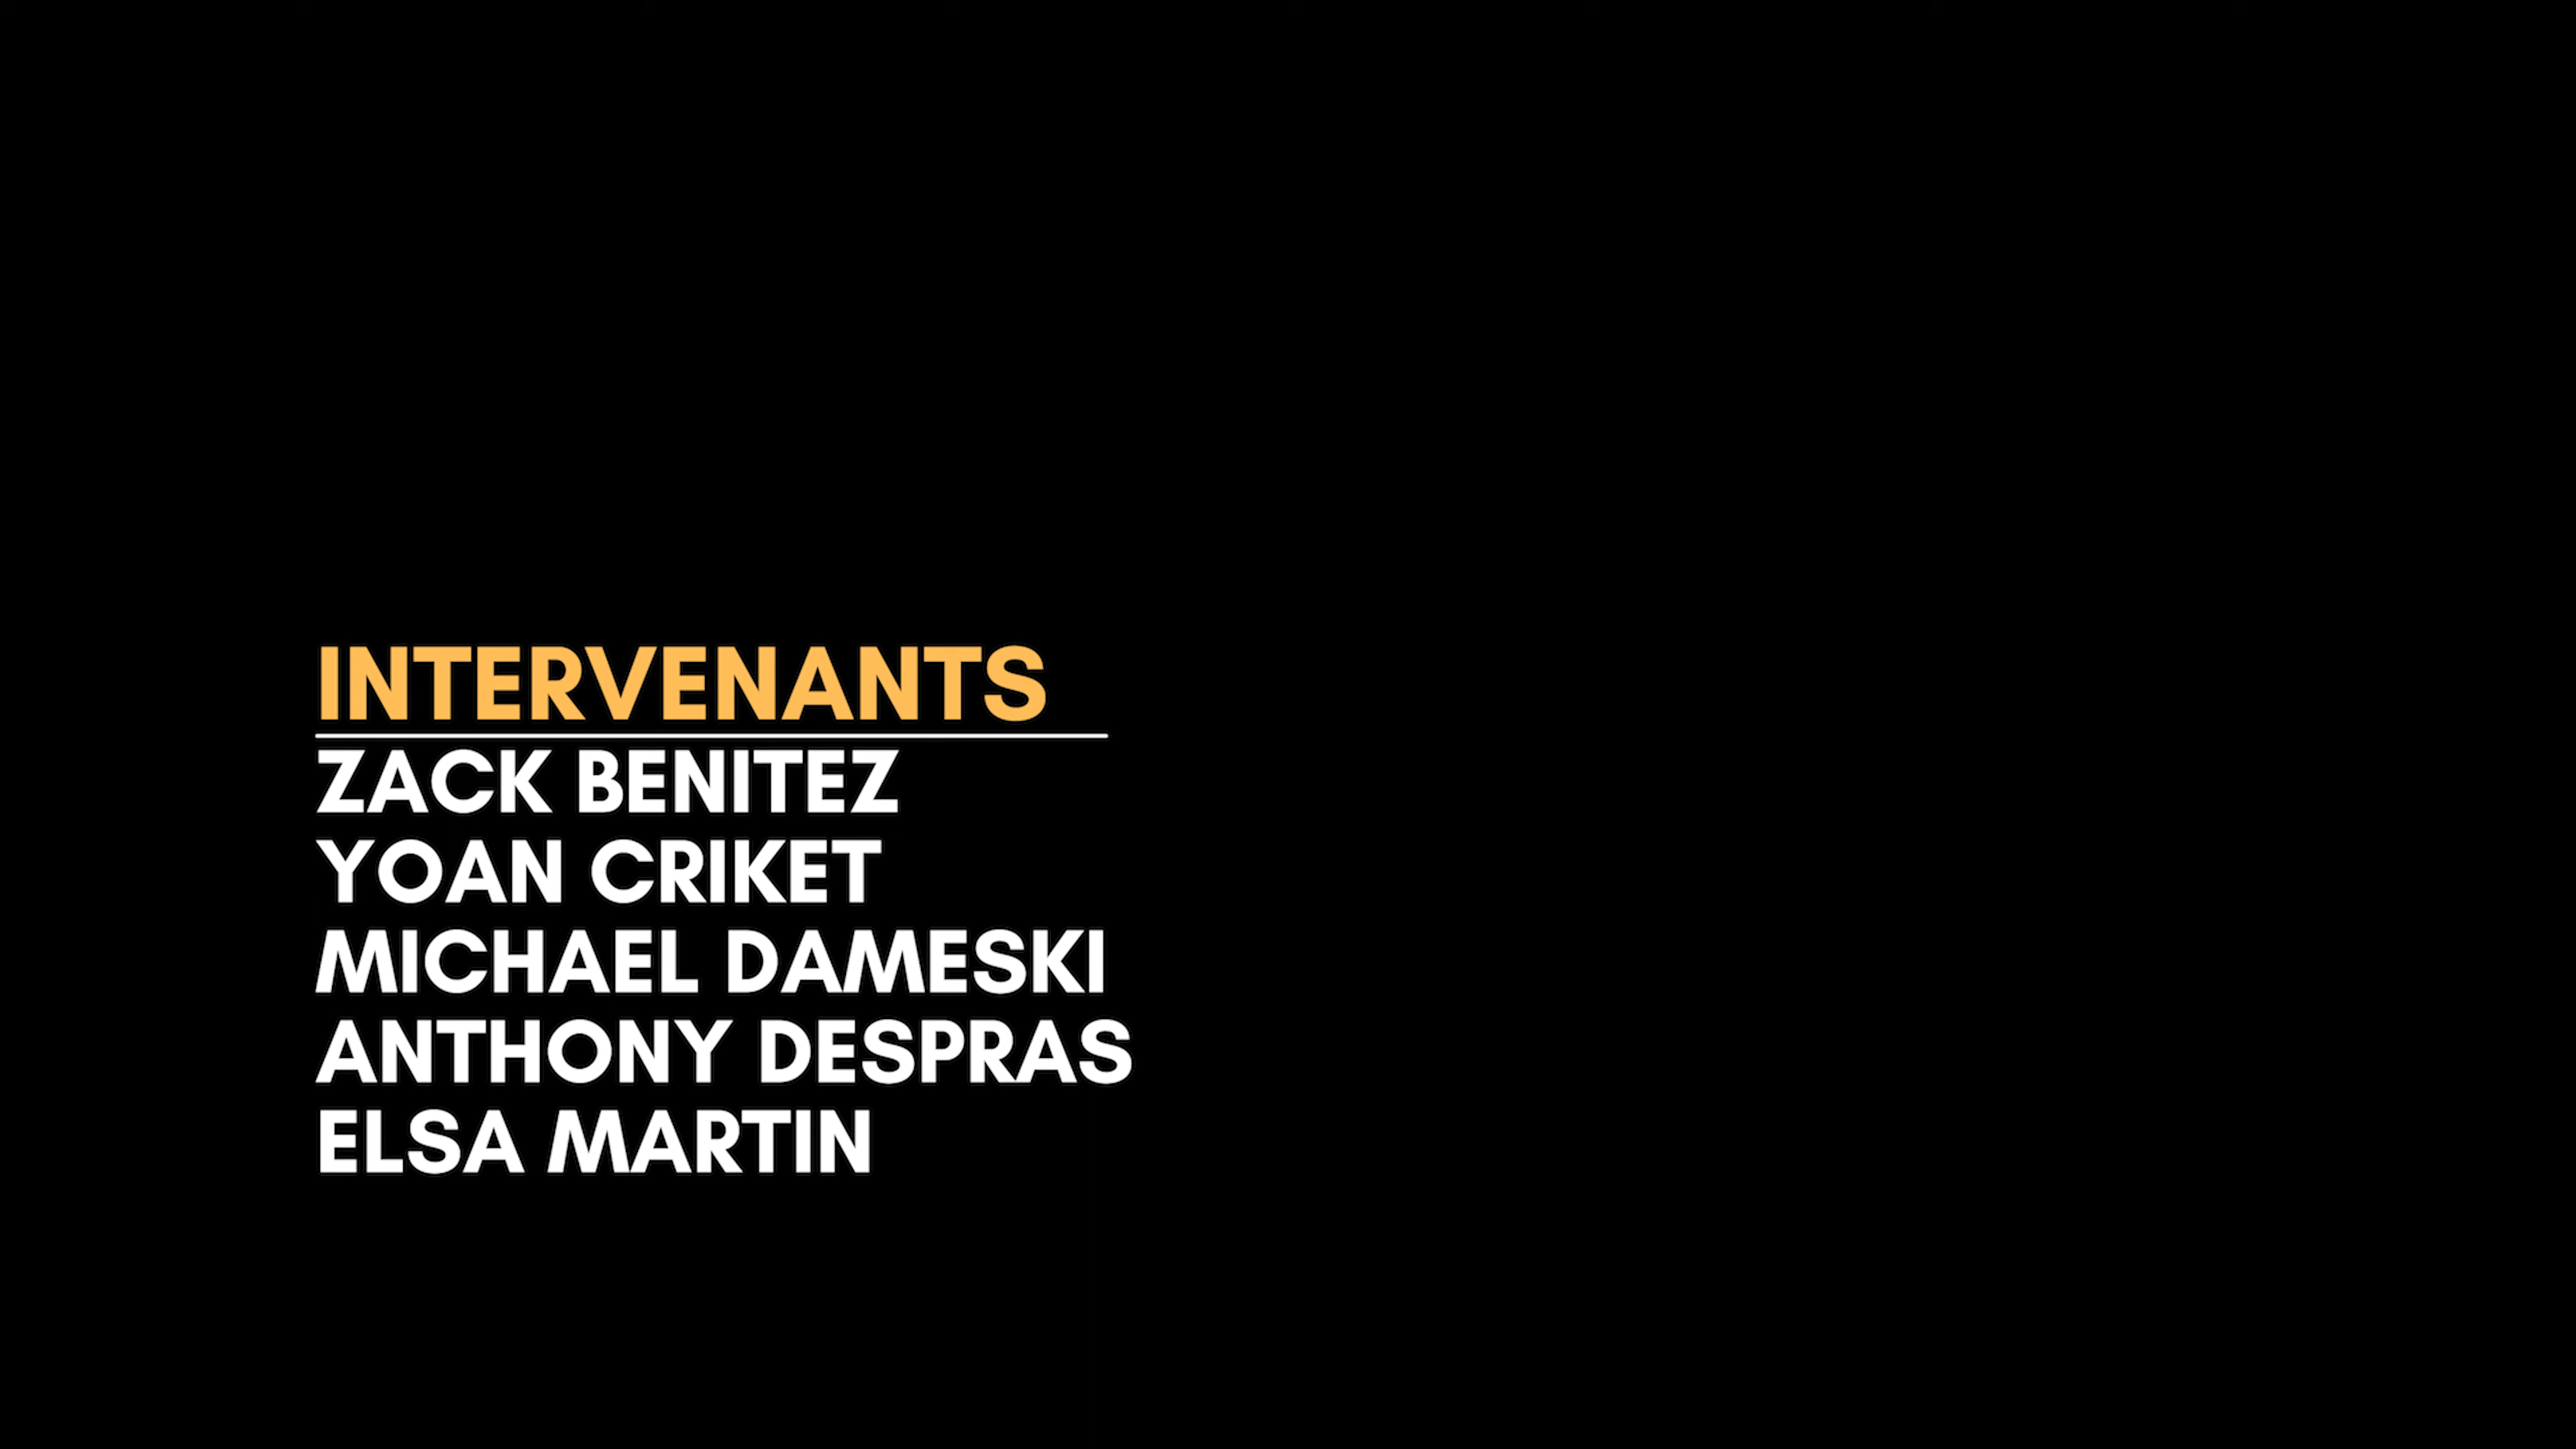 INTERVENANTS
ZACK BENITEZ
YOAN CRIKET
MICHAEL DAMESKI
ANTHONY DESPRAS
ELSA MARTIN